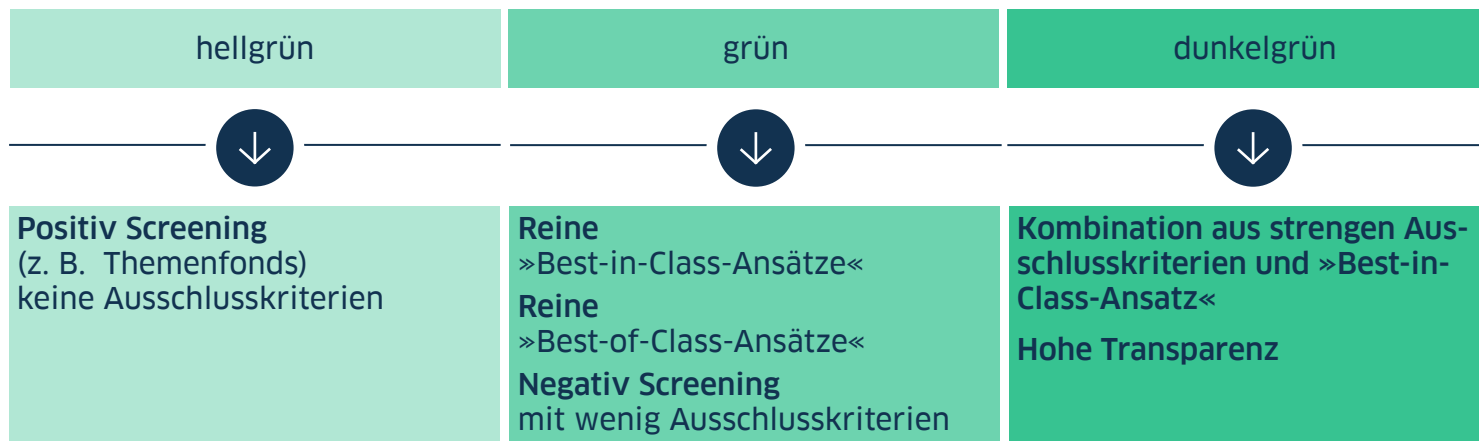 hellgrün
grün
dunkelgrün
Positiv Screening
(z. B. Themenfonds)
keine Ausschlusskriterien
Reine
»Best-in-Class-Ansätze«
Reine
»Best-of-Class-Ansätze«
Negativ Screening
mit wenig Ausschlusskriterien
Kombination aus strengen Aus-
schlusskriterien und »Best-in-
Class-Ansatz«
Hohe Transparenz